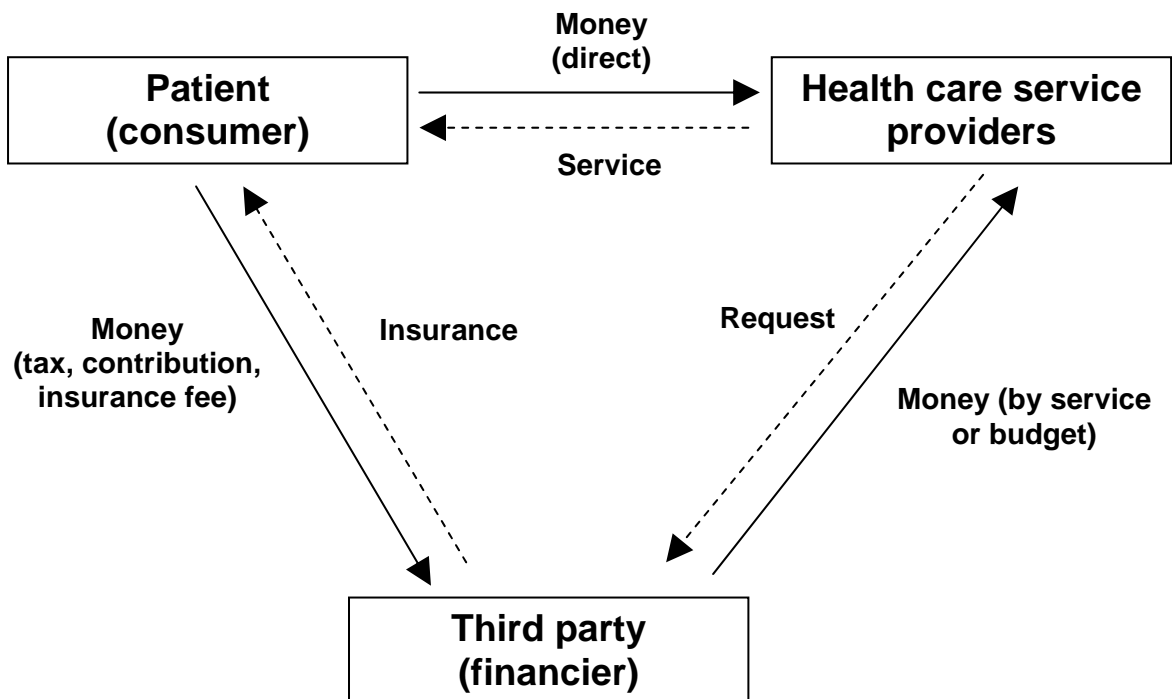 Money
(direct)
Patient
(consumer)
Health care service
providers
Service
Money
(tax, contribution,
insurance fee)
Insurance
Request
Money (by service
or budget)
Third party
(financier)